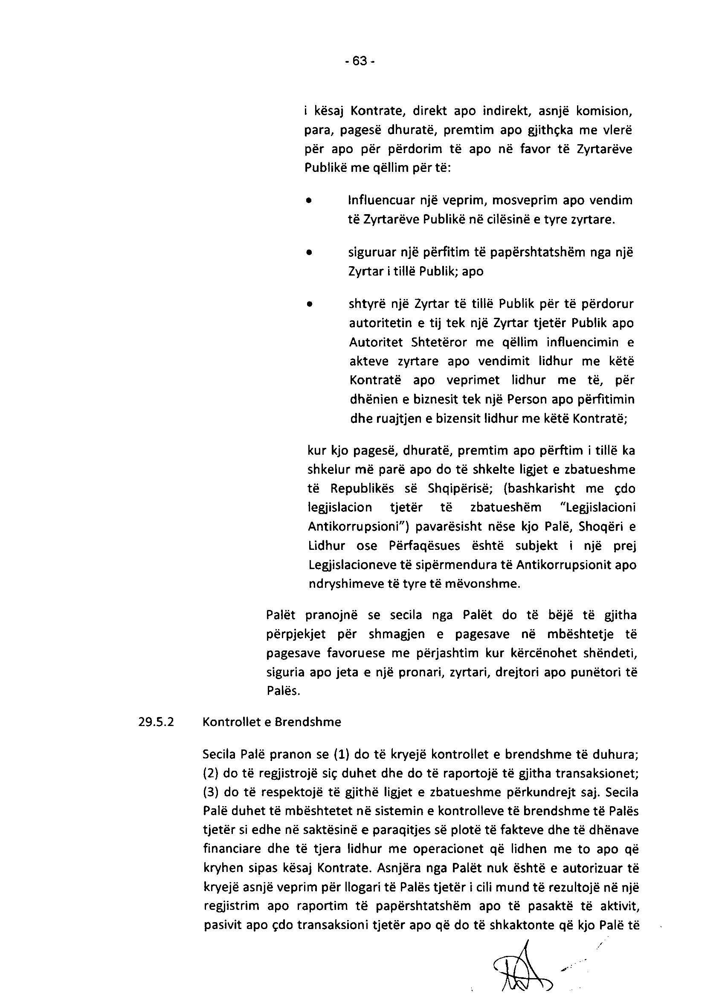 - 63 -
i kësaj Kontrate, direkt apo indirekt, asnjë komision,
para, pagesë dhuratë, premtim apo gjithçka me vlerë
për apo për përdorim të apo në favor të Zyrtarëve
Publikë me qëllim për të:
• Influencuar një veprim, mosveprim apo vendim
të Zyrtarëve Publikë në cilësinë e tyre zyrtare.
• siguruar një përfitim të papërshtatshëm nga një
Zyrtar i tillë Publik; apo
• shtyrë një Zyrtar të tillë Publik për të përdorur
autoritetin e tij tek një Zyrtar tjetër Publik apo
Autoritet Shtetëror me qëllim influencimin e
akteve zyrtare apo vendimit lidhur me këtë
Kontratë apo veprimet lidhur me të, për
dhënien e biznesit tek një Person apo përfitimin
dhe ruajtjen e bizensit lidhur me këtë Kontratë;
kur kjo pagesë, dhuratë, premtim apo përftim i tillë ka
shkelur më parë apo do të shkelte ligjet e zbatueshme
të Republikës së Shqipërisë; (bashkarisht me çdo
legjislacion tjetër të zbatueshëm "Legjislacioni
Antikorrupsioni") pavarësisht nëse kjo Palë, Shoqëri e
Lidhur ose Përfaqësues është subjekt i një prej
Legjislacioneve të sipërmendura të Antikorrupsionit apo
ndryshimeve të tyre të mëvonshme.
Palët pranojnë se secila nga Palët do të bëjë të gjitha
përpjekjet për shmagjen e pagesave në mbështetje të
pagesave favoruese me përjashtim kur kërcënohet shëndeti,
siguria apo jeta e një pronari, zyrtari, drejtori apo punëtori të
Palës.
29.5.2 Kontrollet e Brendshme
Secila Palë pranon se (1) do të kryejë kontrollet e brendshme të duhura;
(2) do të regjistrojë siç duhet dhe do të raportojë të gjitha transaksionet;
(3) do të respektojë të gjithë ligjet e zbatueshme përkundrejt saj. Secila
Palë duhet të mbështetet në sistemin e kontrolleve të brendshme të Palës
tjetër si edhe në saktësinë e paraqitjes së plotë të fakteve dhe të dhënave
financiare dhe të tjera lidhur me operacionet që lidhen me to apo që
kryhen sipas kësaj Kontrate. Asnjëra nga Palët nuk është e autorizuar të
kryejë asnjë veprim për llogari të Palës tjetër i cili mund të rezultojë në një
regjistrim apo raportim të papërshtatshëm apo të pasaktë të aktivit,
pasivit apo çdo transaksioni tjetër apo që do të shkaktonte që kjo Palë të